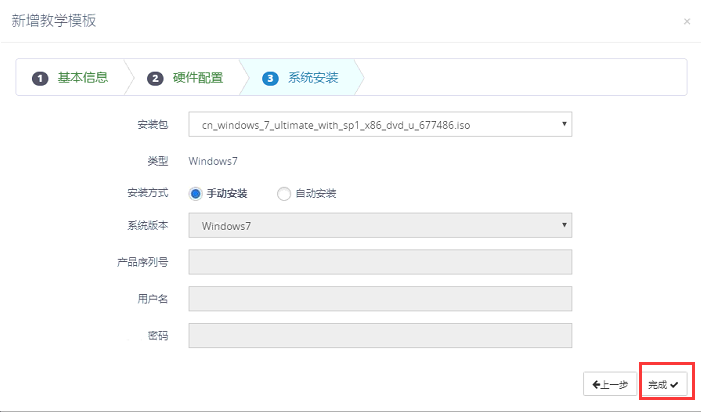 新增教学模板 ×
1 基本信息 2 硬件配置 3 系统安装
安装包 cn_windows_7_ultimate_with_sp1_x86_dvd_u_677486.iso
类型 Windows7
安装方式 手动安装 自动安装
系统版本 Windows7
产品序列号
用户名
密码
上一步 完成